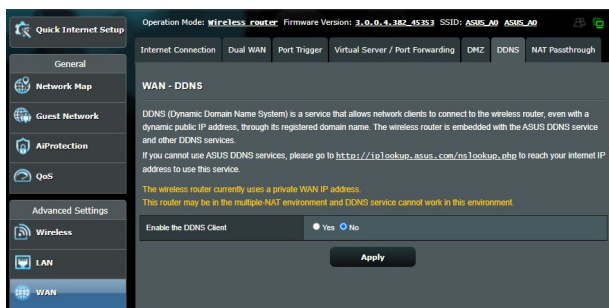 Quick Internet Setup
General
Network Map
Guest Network
AiProtection
QoS
Advanced Settings
Wireless
LAN
WAN
Operation Mode: Wireless router Firmware Version: 3.0.0.4.382_45353 SSID: ASUS_A0 ASUS_A0
Internet Connection Dual WAN Port Trigger Virtual Server / Port Forwarding DMZ DDNS NAT Passthrough
WAN - DDNS
DDNS (Dynamic Domain Name System) is a service that allows network clients to connect to the wireless router, even with a
dynamic public IP address, through its registered domain name. The wireless router is embedded with the ASUS DDNS service
and other DDNS services.
If you cannot use ASUS DDNS services, please go to http://iplookup.asus.com/nslookup.php to reach your internet IP
address to use this service.
The wireless router currently uses a private WAN IP address.
This router may be in the multiple-NAT environment and DDNS service cannot work in this environment.
Enable the DDNS Client Yes No
Apply